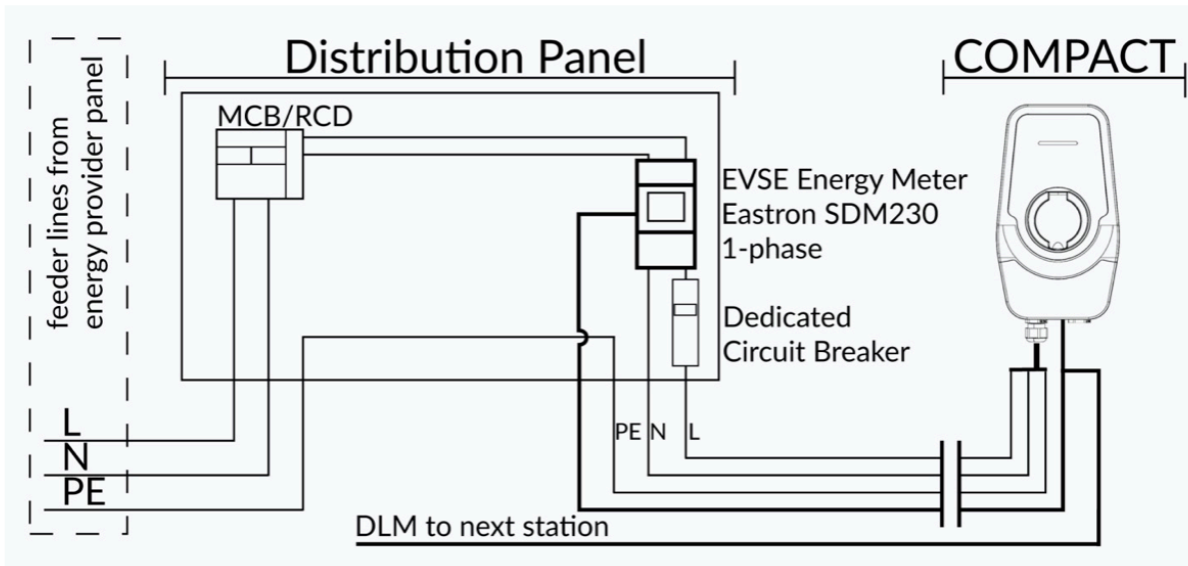 Distribution Panel
COMPACT
feeder lines from
energy provider panel
MCB/RCD
EVSE Energy Meter
Eastron SDM230
1-phase
Dedicated
Circuit Breaker
L
N
PE
PE N L
DLM to next station